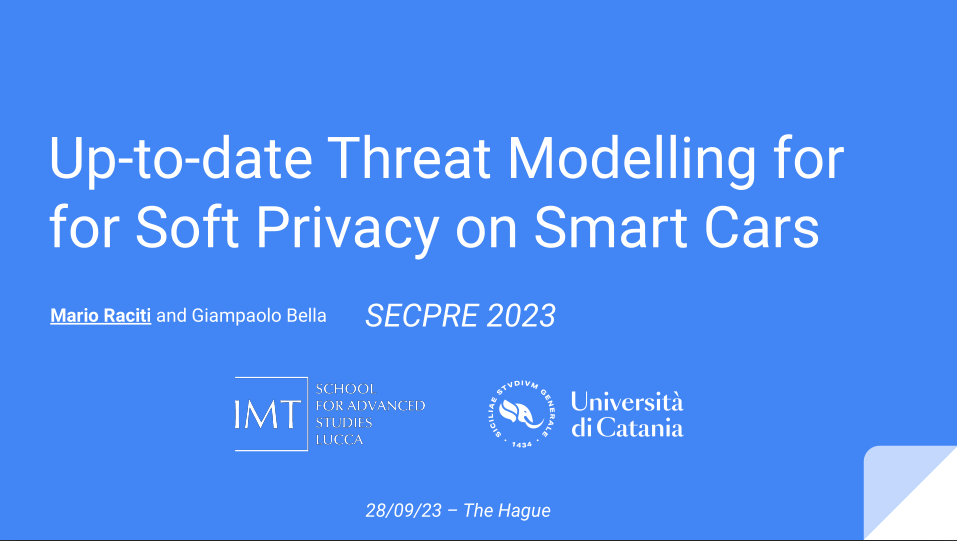 Up-to-date Threat Modelling for
for Soft Privacy on Smart Cars
Mario Raciti and Giampaolo Bella
SECPRE 2023
IMT
SCHOOL
FOR ADVANCED
STUDIES
LUCCA
SICILIAE STVDIVM GENERALE
1434
Università
di Catania
28/09/23 – The Hague